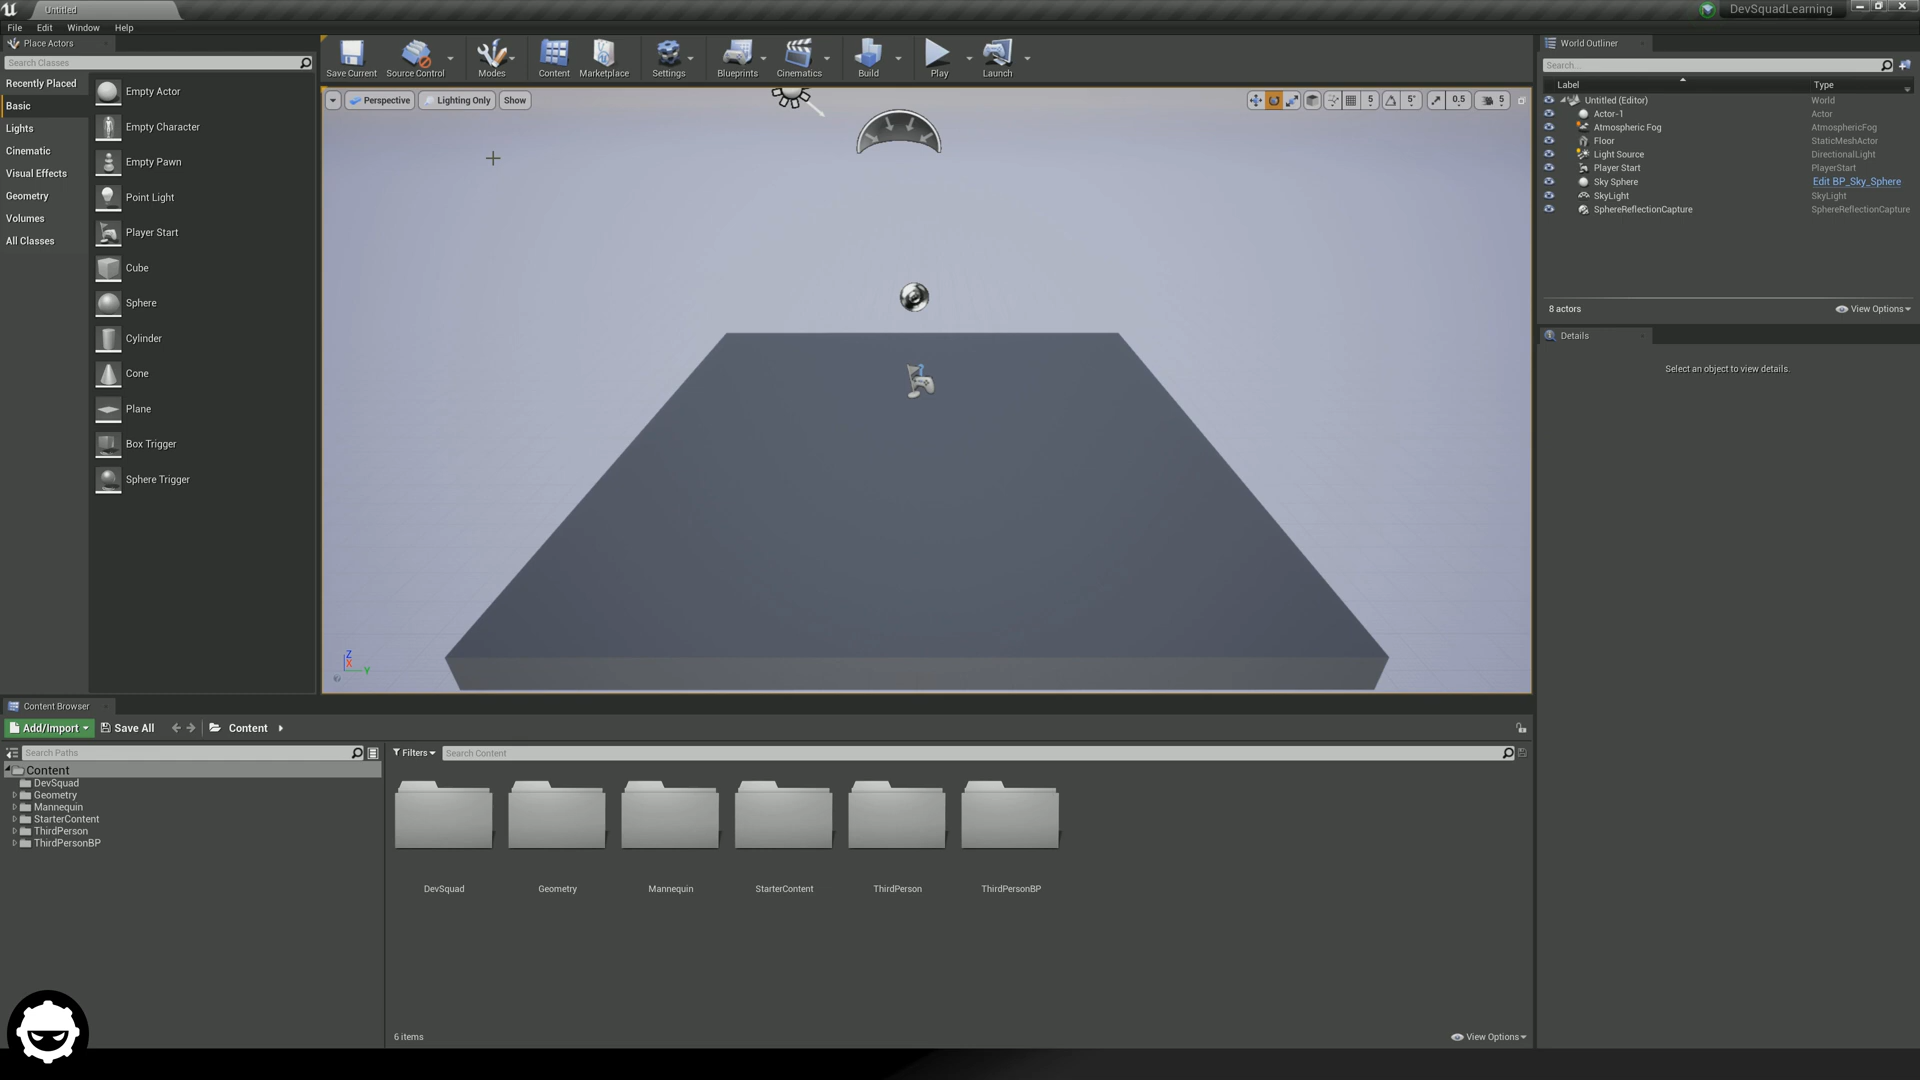 Untitled
DevSquadLearning
File Edit Window Help
Place Actors
Search Classes
Recently Placed
Basic
Lights
Cinematic
Visual Effects
Geometry
Volumes
All Classes
Empty Actor
Empty Character
Empty Pawn
Point Light
Player Start
Cube
Sphere
Cylinder
Cone
Plane
Box Trigger
Sphere Trigger
Save Current Source Control Modes Content Marketplace Settings Blueprints Cinematics Build Play Launch
Perspective Lighting Only Show
5 5° 0.5 5
Z
X
Y
World Outliner
Search...
Label Type
Untitled (Editor) World
Actor-1 Actor
Atmospheric Fog AtmosphericFog
Floor StaticMeshActor
Light Source DirectionalLight
Player Start PlayerStart
Sky Sphere Edit BP_Sky_Sphere
SkyLight SkyLight
SphereReflectionCapture SphereReflectionCapture
8 actors View Options
Details
Select an object to view details.
Content Browser
Add/Import Save All Content
Search Paths
Content
DevSquad
Geometry
Mannequin
StarterContent
ThirdPerson
ThirdPersonBP
Filters Search Content
DevSquad Geometry Mannequin StarterContent ThirdPerson ThirdPersonBP
6 items View Options